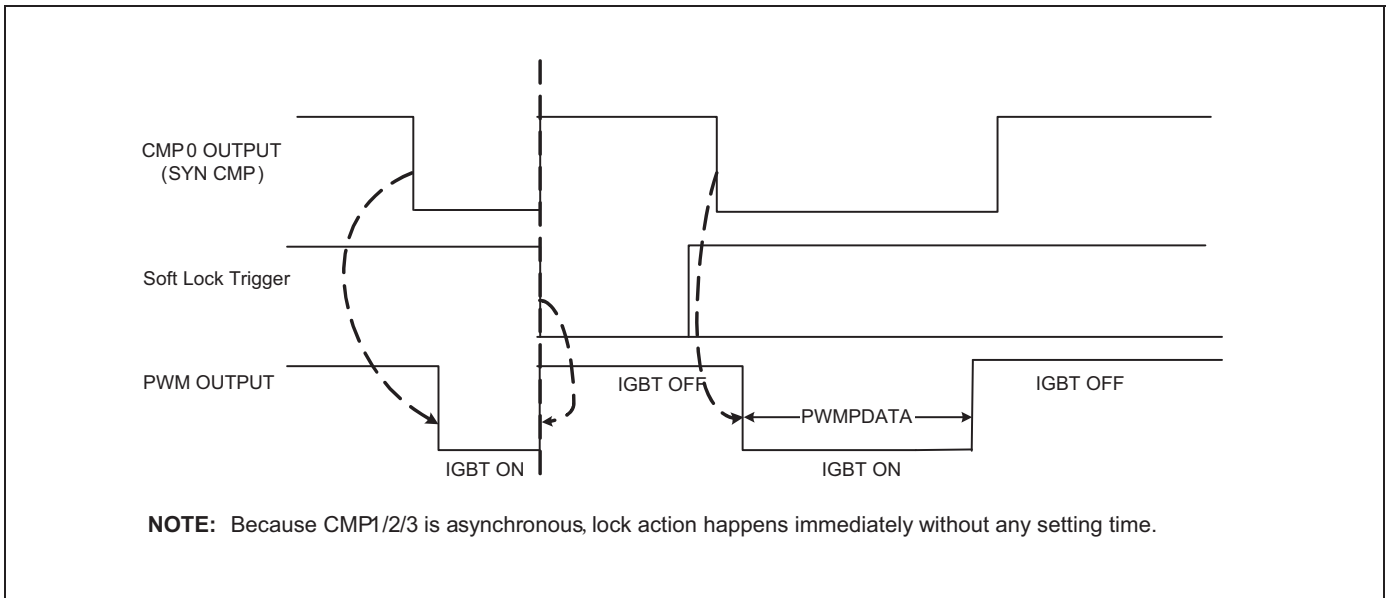 CMP0 OUTPUT
(SYN CMP)
Soft Lock Trigger
PWM OUTPUT
IGBT OFF
IGBT OFF
PWMPDATA
IGBT ON
IGBT ON
NOTE: Because CMP1/2/3 is asynchronous, lock action happens immediately without any setting time.